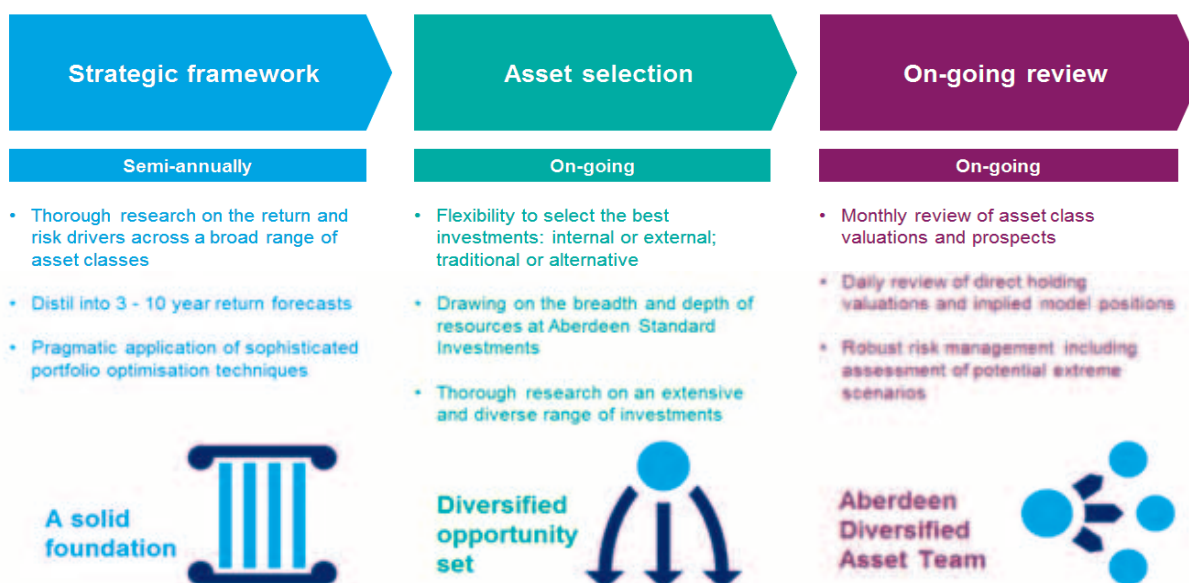 Strategic framework
Semi-annually
• Thorough research on the return and
risk drivers across a broad range of
asset classes
• Distil into 3 - 10 year return forecasts
• Pragmatic application of sophisticated
portfolio optimisation techniques
A solid
foundation
Asset selection
On-going
• Flexibility to select the best
investments: internal or external;
traditional or alternative
• Drawing on the breadth and depth of
resources at Aberdeen Standard
Investments
• Thorough research on an extensive
and diverse range of investments
Diversified
opportunity
set
On-going review
On-going
• Monthly review of asset class
valuations and prospects
• Daily review of direct holding
valuations and implied model positions
• Robust risk management including
assessment of potential extreme
scenarios
Aberdeen
Diversified
Asset Team